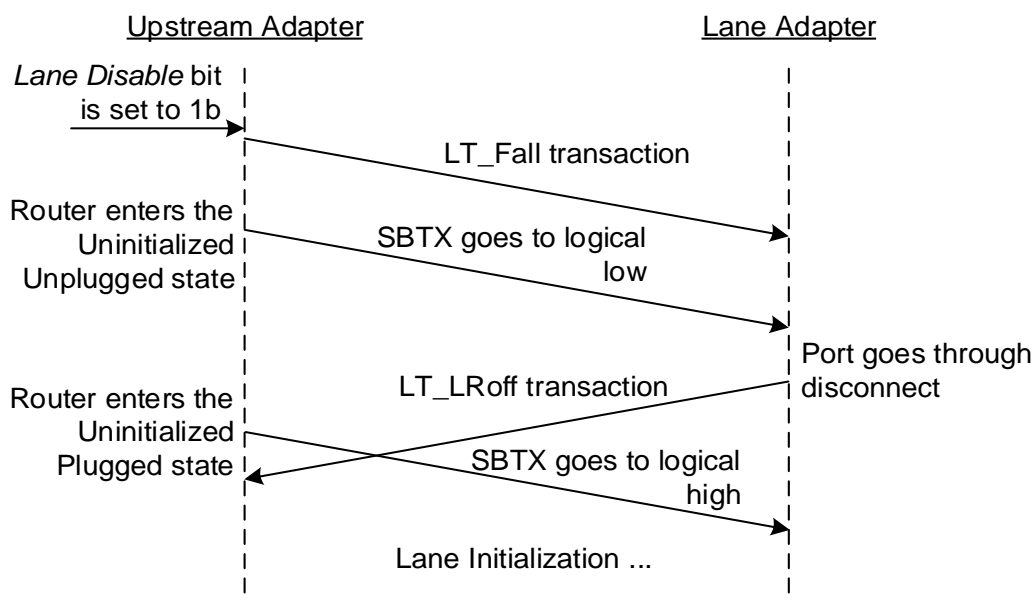 Upstream Adapter
Lane Adapter
Lane Disable bit
is set to 1b
LT_Fall transaction
Router enters the
Uninitialized
Unplugged state
SBTX goes to logical
low
Port goes through
disconnect
LT_LRoff transaction
Router enters the
Uninitialized
Plugged state
SBTX goes to logical
high
Lane Initialization ...